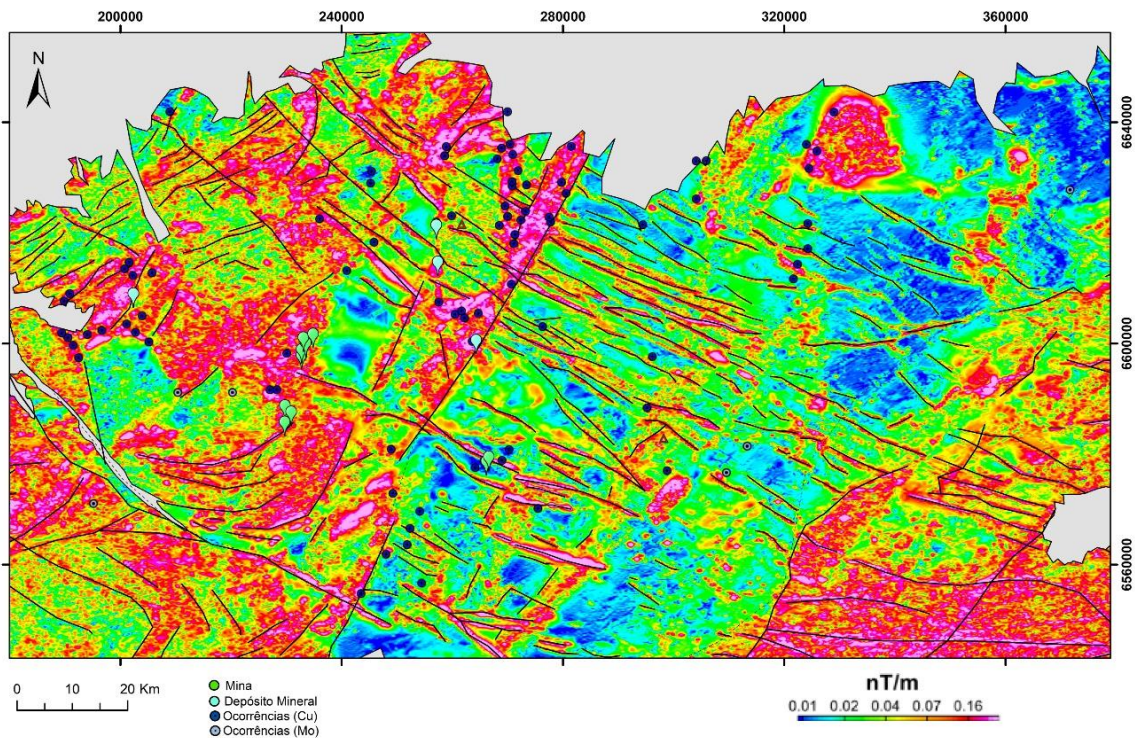 200000 240000 280000 320000 360000
N
6640000
6600000
6560000
0 10 20 Km
Mina
Depósito Mineral
Ocorrências (Cu)
Ocorrências (Mo)
nT/m
0.01 0.02 0.04 0.07 0.16